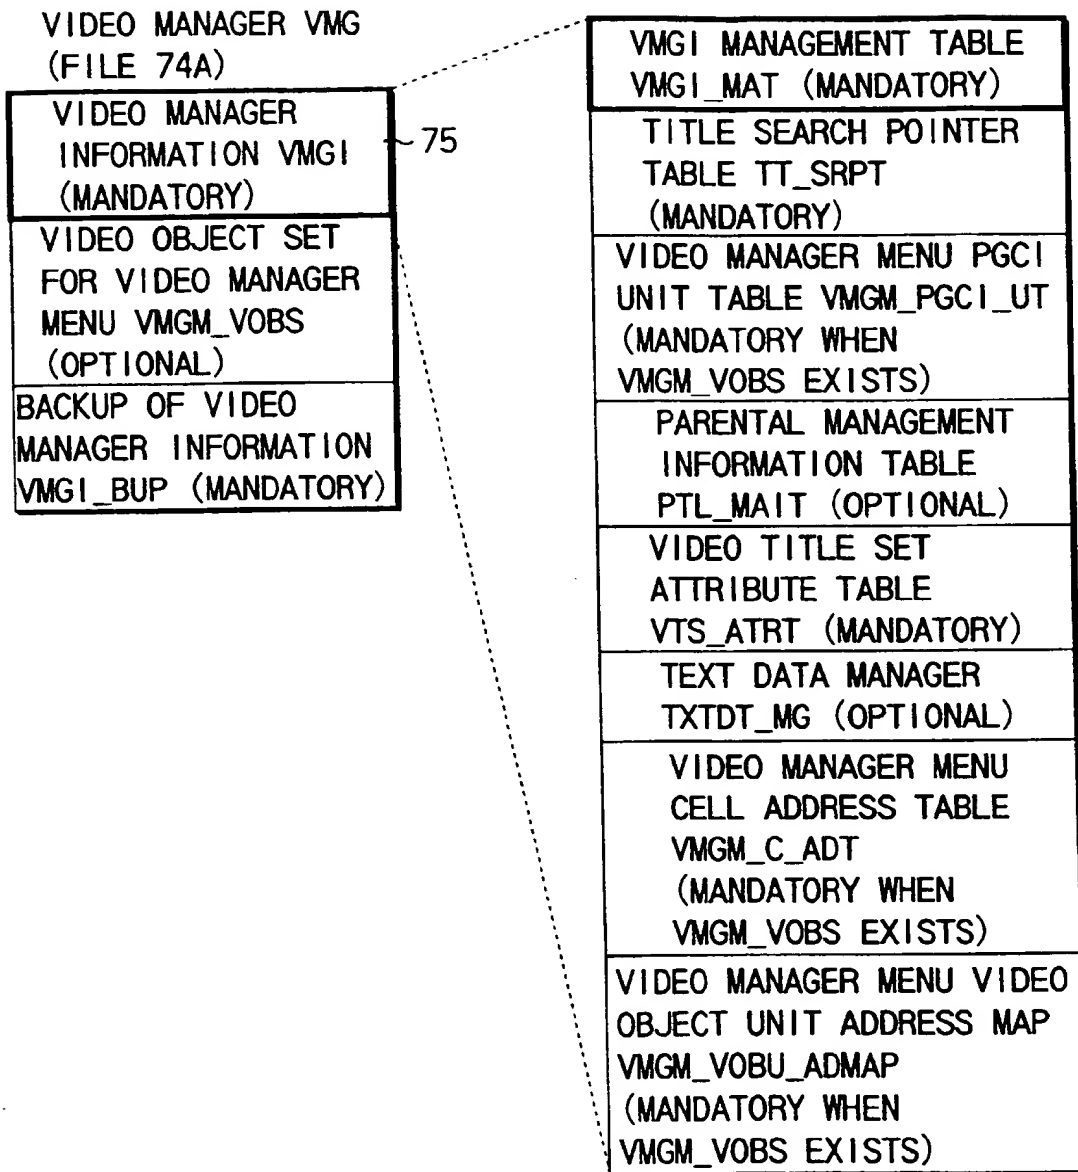 VIDEO MANAGER VMG
(FILE 74A)
VIDEO MANAGER
INFORMATION VMGI
(MANDATORY)
75
VIDEO OBJECT SET
FOR VIDEO MANAGER
MENU VMGM_VOBS
(OPTIONAL)
BACKUP OF VIDEO
MANAGER INFORMATION
VMGI_BUP (MANDATORY)
VMGI MANAGEMENT TABLE
VMGI_MAT (MANDATORY)
TITLE SEARCH POINTER
TABLE TT_SRPT
(MANDATORY)
VIDEO MANAGER MENU PGCI
UNIT TABLE VMGM_PGCI_UT
(MANDATORY WHEN
VMGM_VOBS EXISTS)
PARENTAL MANAGEMENT
INFORMATION TABLE
PTL_MAIT (OPTIONAL)
VIDEO TITLE SET
ATTRIBUTE TABLE
VTS_ATRT (MANDATORY)
TEXT DATA MANAGER
TXTDT_MG (OPTIONAL)
VIDEO MANAGER MENU
CELL ADDRESS TABLE
VMGM_C_ADT
(MANDATORY WHEN
VMGM_VOBS EXISTS)
VIDEO MANAGER MENU VIDEO
OBJECT UNIT ADDRESS MAP
VMGM_VOBU_ADMAP
(MANDATORY WHEN
VMGM_VOBS EXISTS)